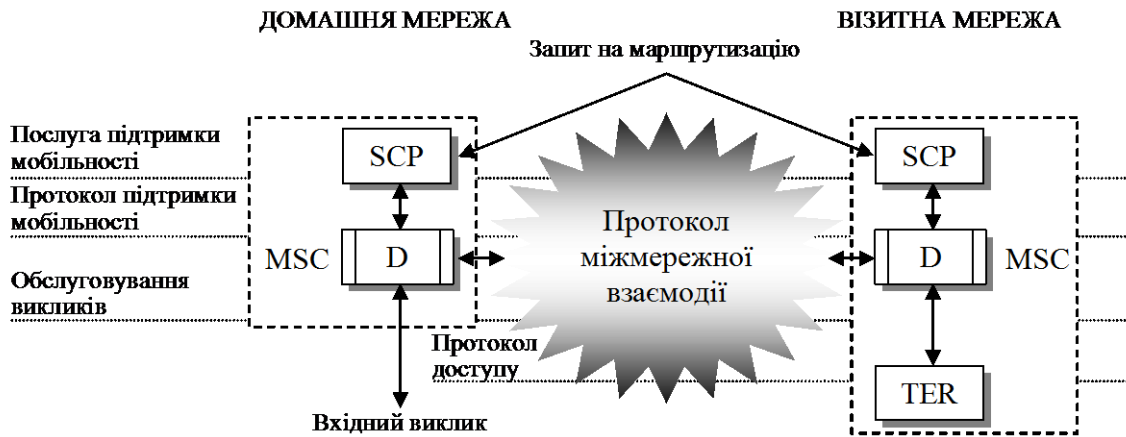 ДОМАШНЯ МЕРЕЖА
ВІЗИТНА МЕРЕЖА
Запит на маршрутизацію
Послуга підтримки
мобільності
SCP
SCP
Протокол підтримки
мобільності
Протокол
міжмережної
взаємодії
MSC
D
D
MSC
Обслуговування
викликів
Протокол
доступу
TER
Вхідний виклик